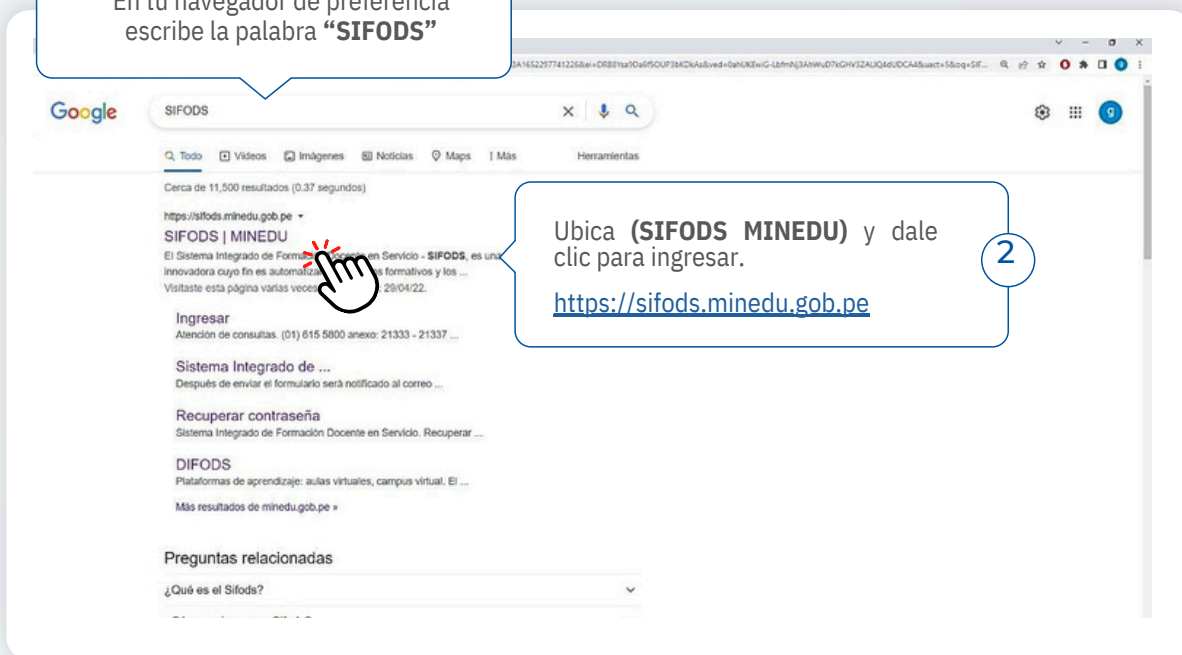 En tu navegador de preferencia
escribe la palabra “SIFODS”
Google
SIFODS
g
Todo Vídeos Imágenes Noticias Maps Más Herramientas
Cerca de 11,500 resultados (0.37 segundos)
https://sifods.minedu.gob.pe
SIFODS | MINEDU
El Sistema Integrado de Formación Docente en Servicio - SIFODS, es una
innovadora cuyo fin es automatizar formativos y los ...
Visitaste esta página varias veces 29/04/22.
Ubica (SIFODS MINEDU) y dale
clic para ingresar.
https://sifods.minedu.gob.pe
2
Ingresar
Atención de consultas. (01) 615 5800 anexo: 21333 - 21337 ...
Sistema Integrado de ...
Después de enviar el formulario será notificado al correo ...
Recuperar contraseña
Sistema Integrado de Formación Docente en Servicio. Recuperar ...
DIFODS
Plataformas de aprendizaje: aulas virtuales, campus virtual. El ...
Más resultados de minedu.gob.pe »
Preguntas relacionadas
¿Qué es el Sifods?